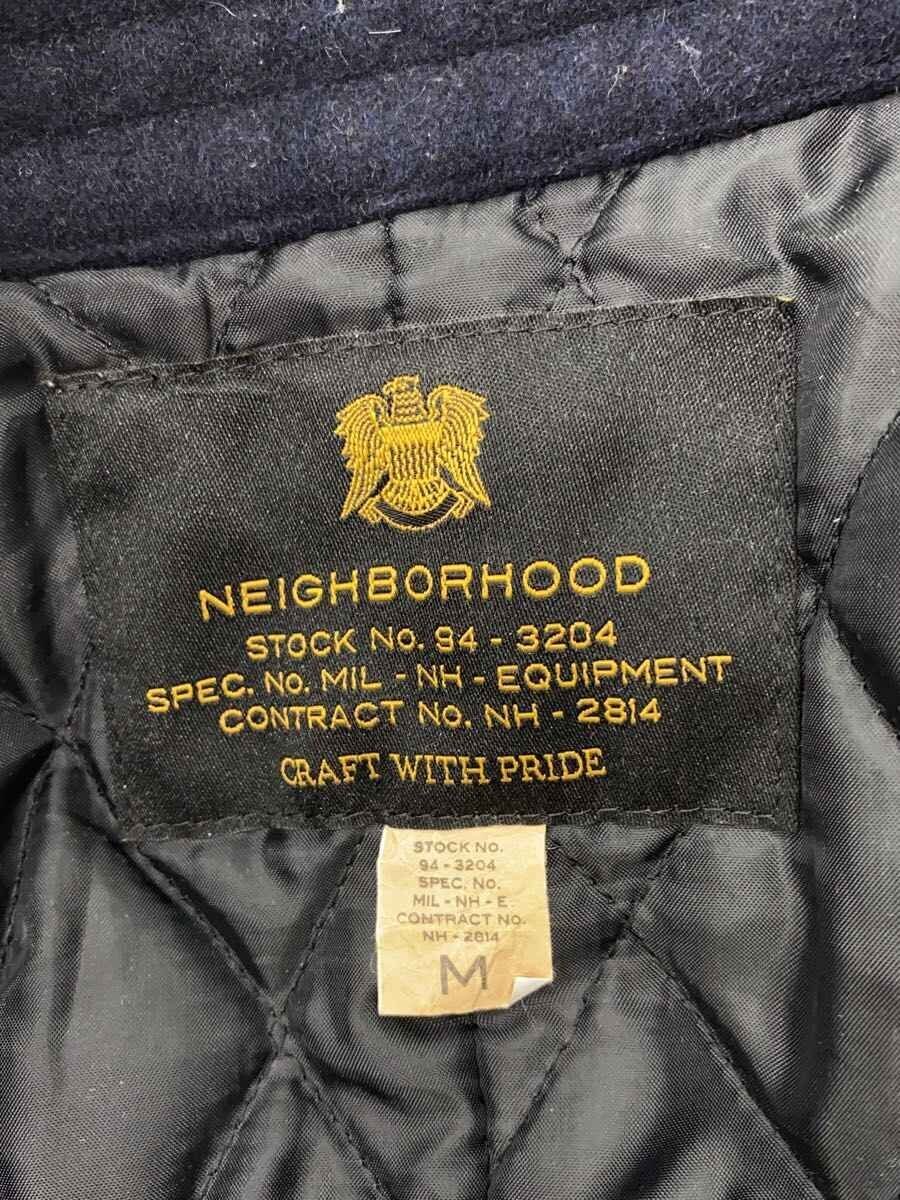 NEIGHBORHOOD
STOCK No. 94 - 3204
SPEC. No. MIL - NH - EQUIPMENT
CONTRACT No. NH - 2814
CRAFT WITH PRIDE
STOCK No.
94 - 3204
SPEC. No.
MIL - NH - E
CONTRACT No.
NH - 2814
M